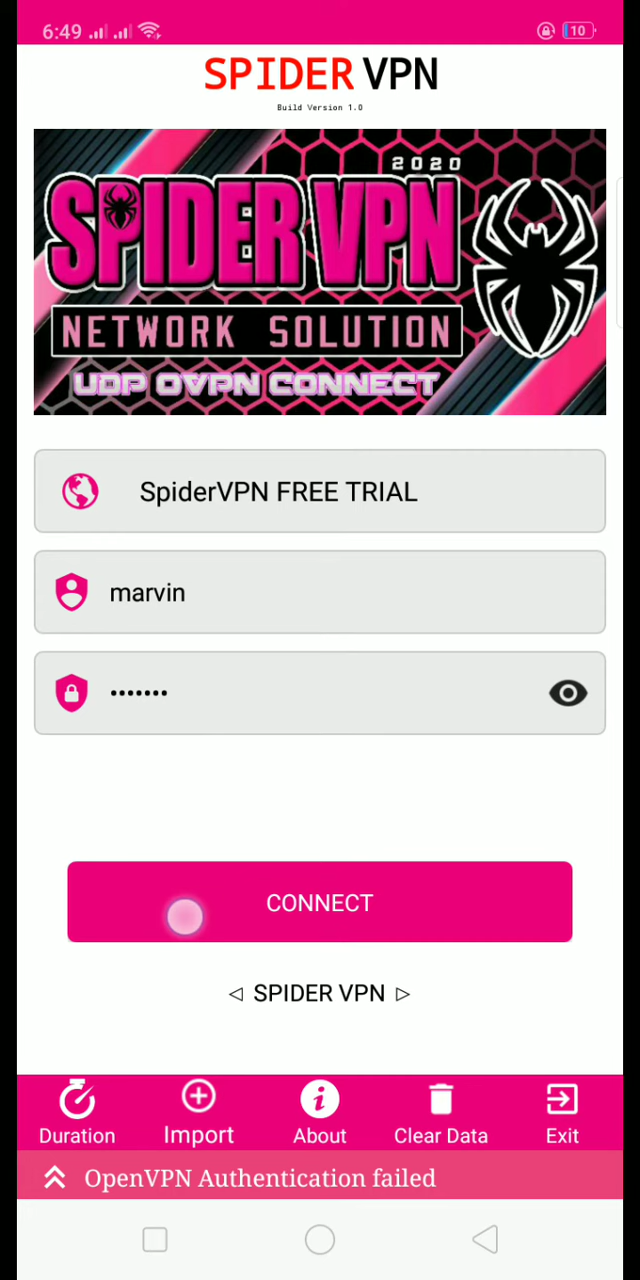 6:49
10
SPIDER VPN
Build Version 1.0
2020
SPIDER VPN
NETWORK SOLUTION
UDP OVPN CONNECT
SpiderVPN FREE TRIAL
marvin
•••••••
CONNECT
◁ SPIDER VPN ▷
Duration Import About Clear Data Exit
OpenVPN Authentication failed